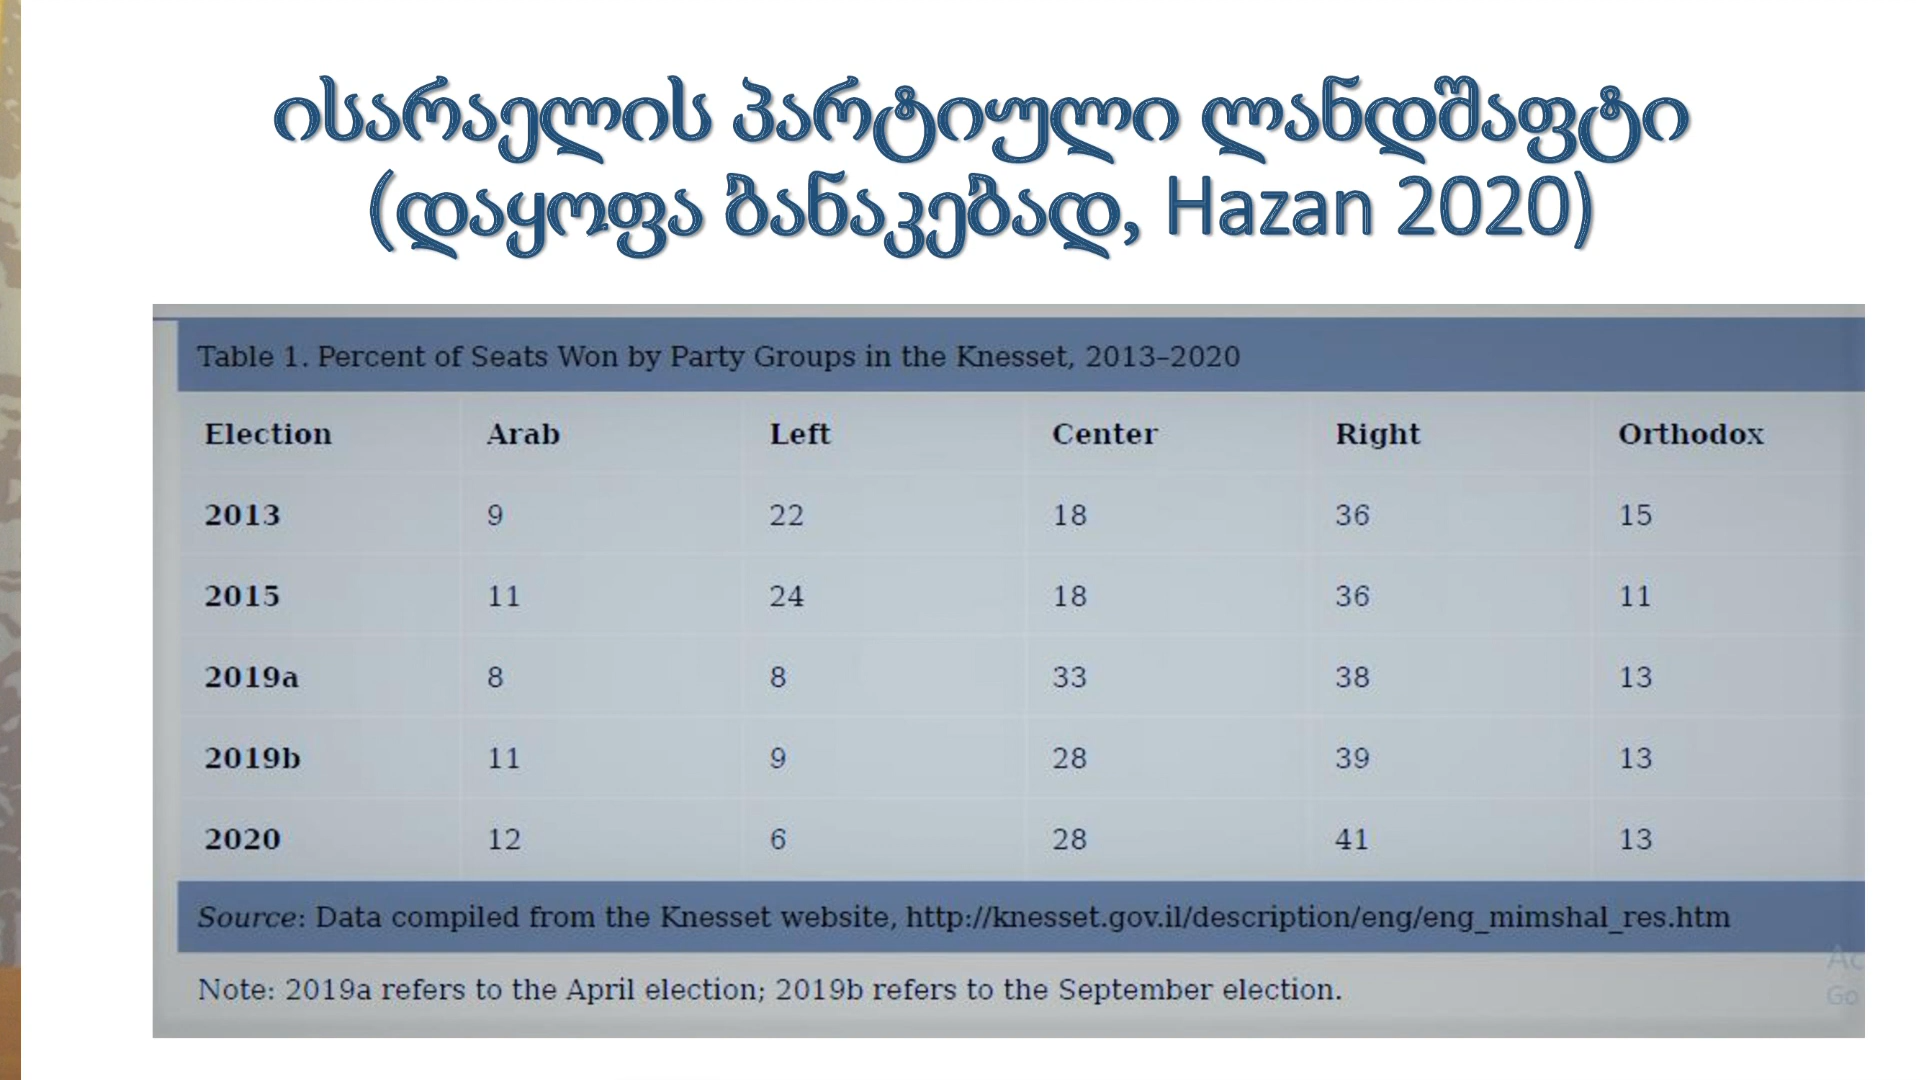 ისარაელის პარტიული ლანდშაფტი
(დაყოფა ბანაკებად, Hazan 2020)
Table 1. Percent of Seats Won by Party Groups in the Knesset, 2013–2020
Election Arab Left Center Right Orthodox
2013 9 22 18 36 15
2015 11 24 18 36 11
2019a 8 8 33 38 13
2019b 11 9 28 39 13
2020 12 6 28 41 13
Source: Data compiled from the Knesset website, http://knesset.gov.il/description/eng/eng_mimshal_res.htm
Note: 2019a refers to the April election; 2019b refers to the September election.
Ac
Go